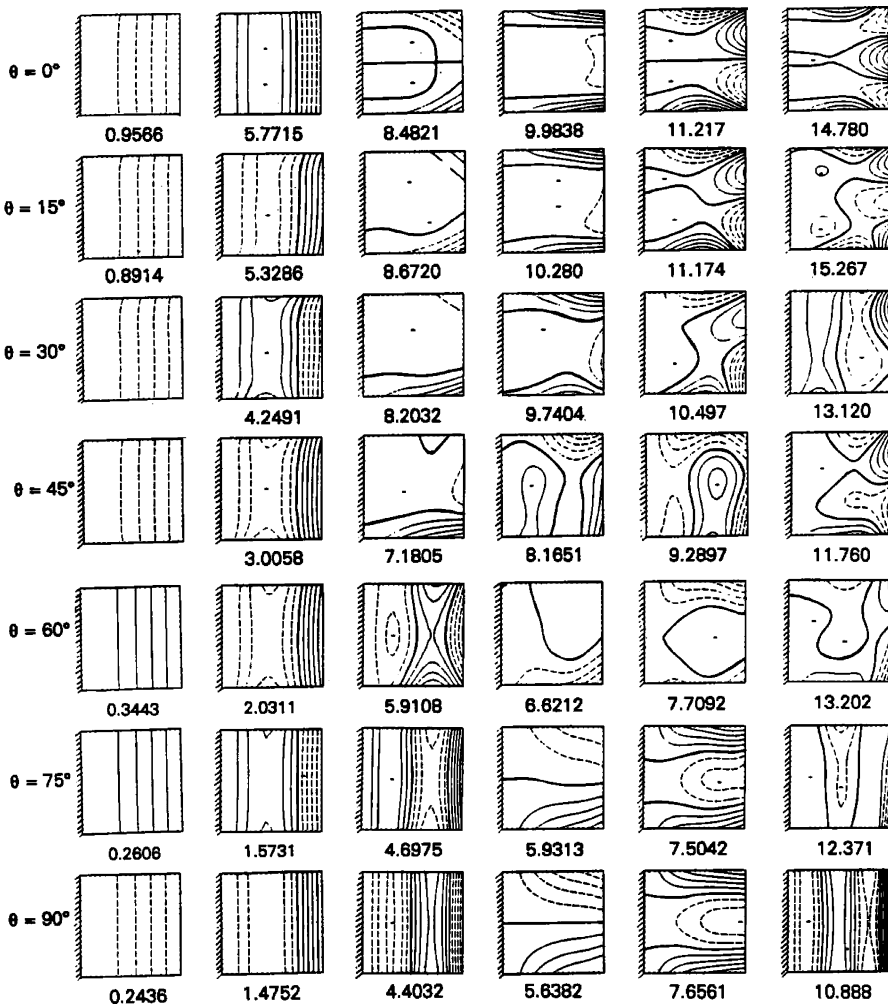 θ = 0°
0.9566 5.7715 8.4821 9.9838 11.217 14.780
θ = 15°
0.8914 5.3286 8.6720 10.280 11.174 15.267
θ = 30°
4.2491 8.2032 9.7404 10.497 13.120
θ = 45°
3.0058 7.1805 8.1651 9.2897 11.760
θ = 60°
0.3443 2.0311 5.9108 6.6212 7.7092 13.202
θ = 75°
0.2606 1.5731 4.6975 5.9313 7.5042 12.371
θ = 90°
0.2436 1.4752 4.4032 5.6382 7.6561 10.888